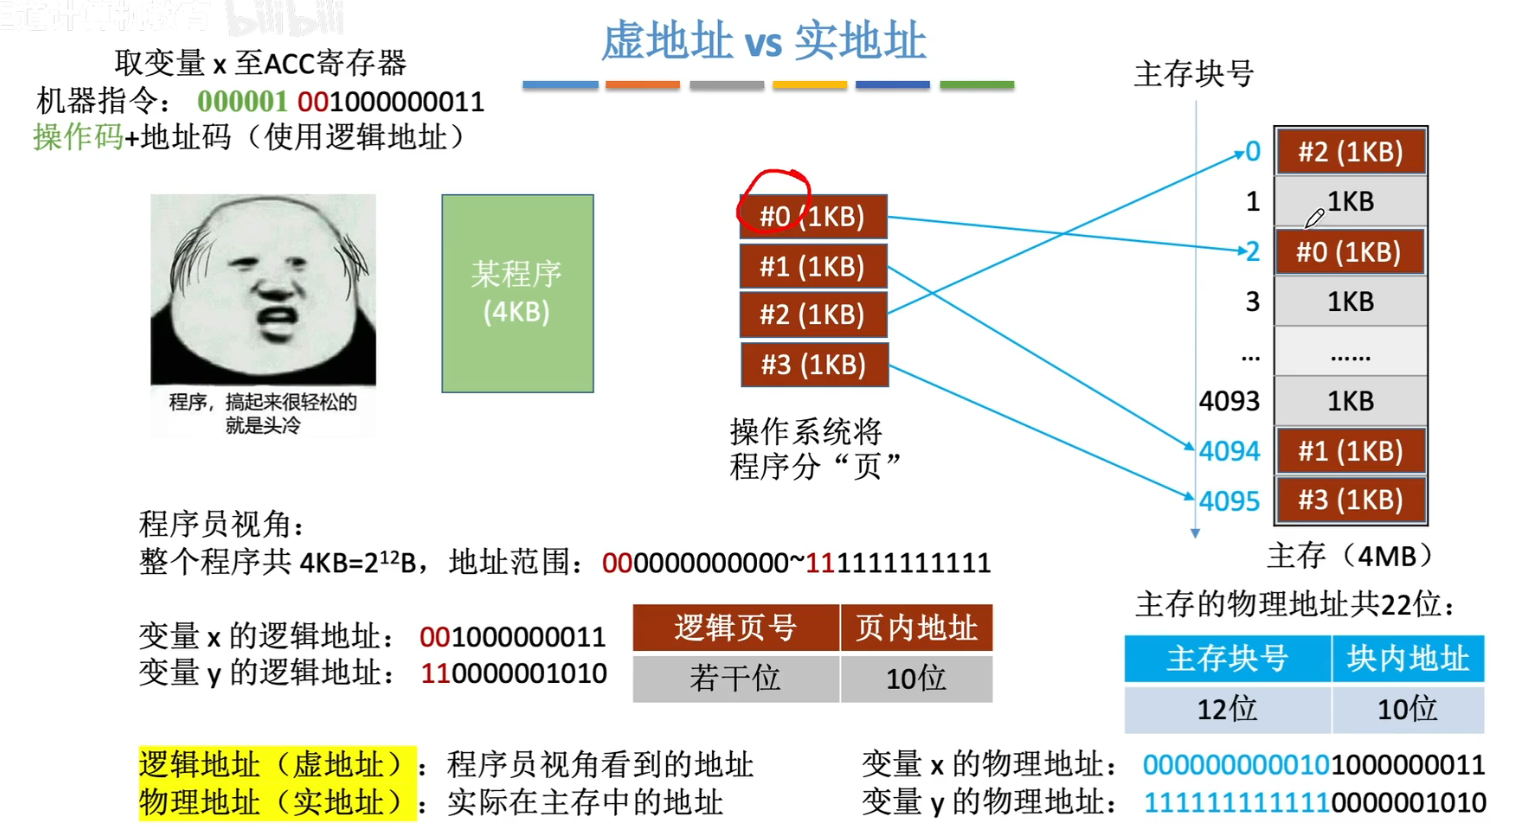 道计算机教育 bilibili
虚地址 vs 实地址
取变量 x 至ACC寄存器
机器指令： 000001 001000000011
操作码+地址码（使用逻辑地址）
程序，搞起来很轻松的
就是头冷
某程序
(4KB)
#0 (1KB)
#1 (1KB)
#2 (1KB)
#3 (1KB)
操作系统将
程序分“页”
主存块号
0 #2 (1KB)
1 1KB
2 #0 (1KB)
3 1KB
... ......
4093 1KB
4094 #1 (1KB)
4095 #3 (1KB)
主存（4MB）
程序员视角：
整个程序共 4KB=2¹²B，地址范围：000000000000~111111111111
变量 x 的逻辑地址： 001000000011
变量 y 的逻辑地址： 110000001010
逻辑页号 页内地址
若干位 10位
主存的物理地址共22位：
主存块号 块内地址
12位 10位
逻辑地址（虚地址）：程序员视角看到的地址
物理地址（实地址）：实际在主存中的地址
变量 x 的物理地址： 0000000000101000000011
变量 y 的物理地址： 1111111111110000001010